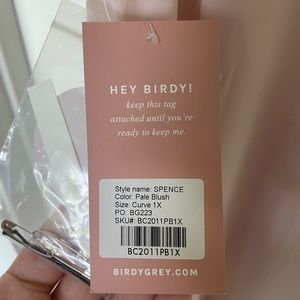 HEY BIRDY!
keep this tag
attached until you're
ready to keep me.
Style name: SPENCE
Color: Pale Blush
Size: Curve 1X
PO: BG223
SKU#: BC2011PB1X
BC2011PB1X
BIRDYGREY.COM